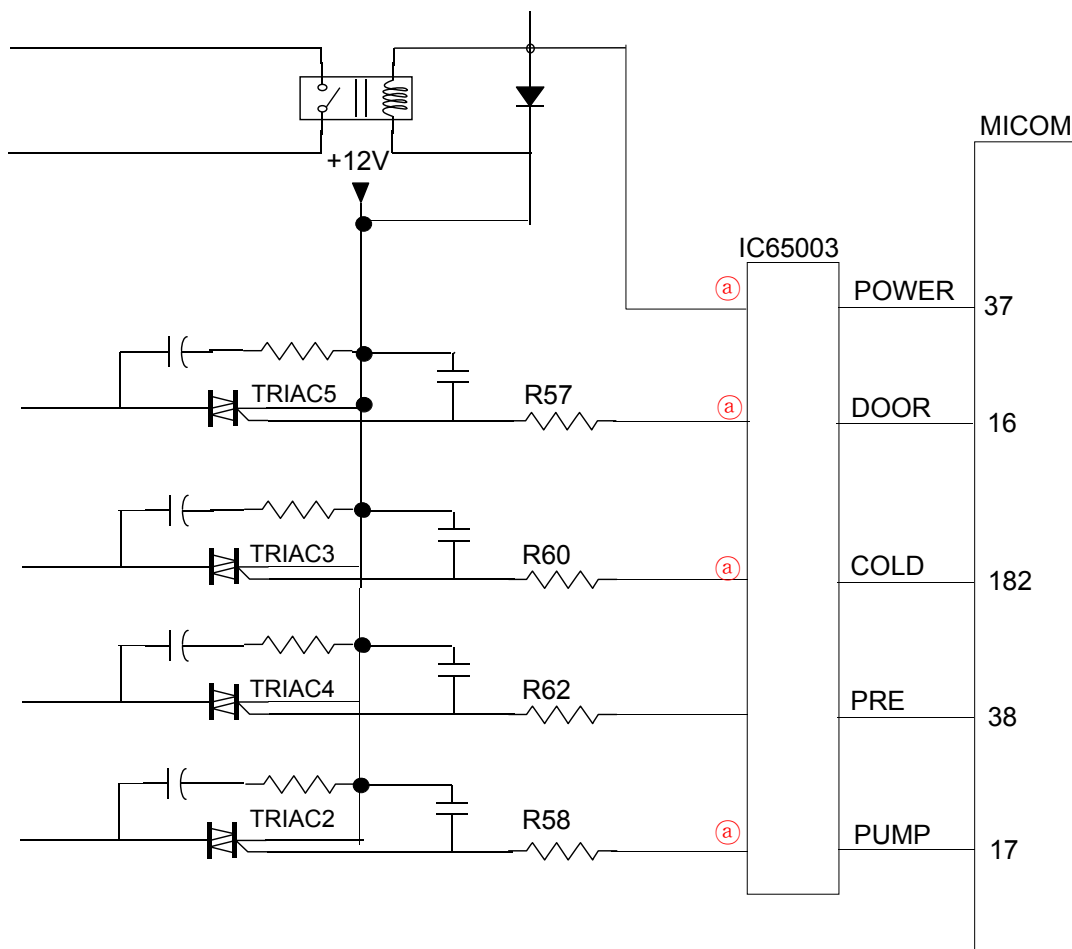 MICOM
+12V
IC65003
ⓐ
POWER
37
TRIAC5
R57
ⓐ
DOOR
16
TRIAC3
R60
ⓐ
COLD
182
TRIAC4
R62
PRE
38
TRIAC2
R58
ⓐ
PUMP
17